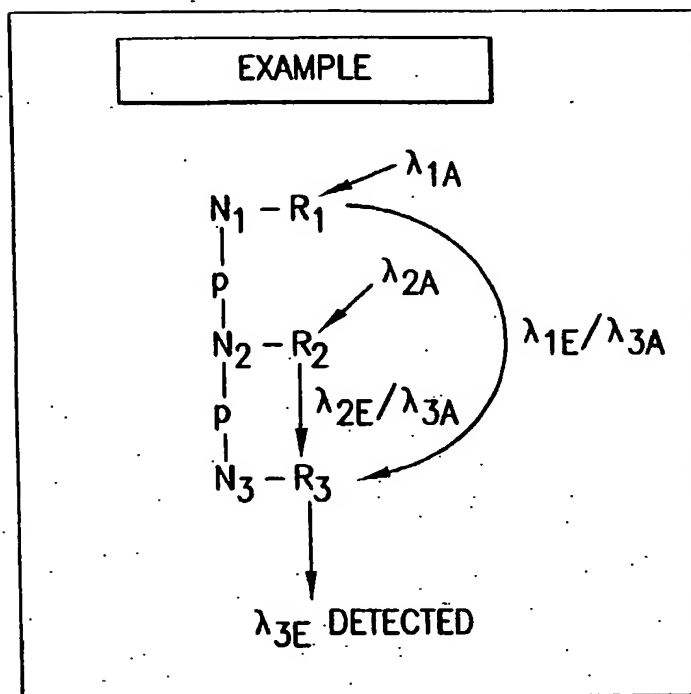 EXAMPLE
λ1A
N1 – R1
p
λ2A
N2 – R2
λ1E/λ3A
λ2E/λ3A
p
N3 – R3
λ3E DETECTED